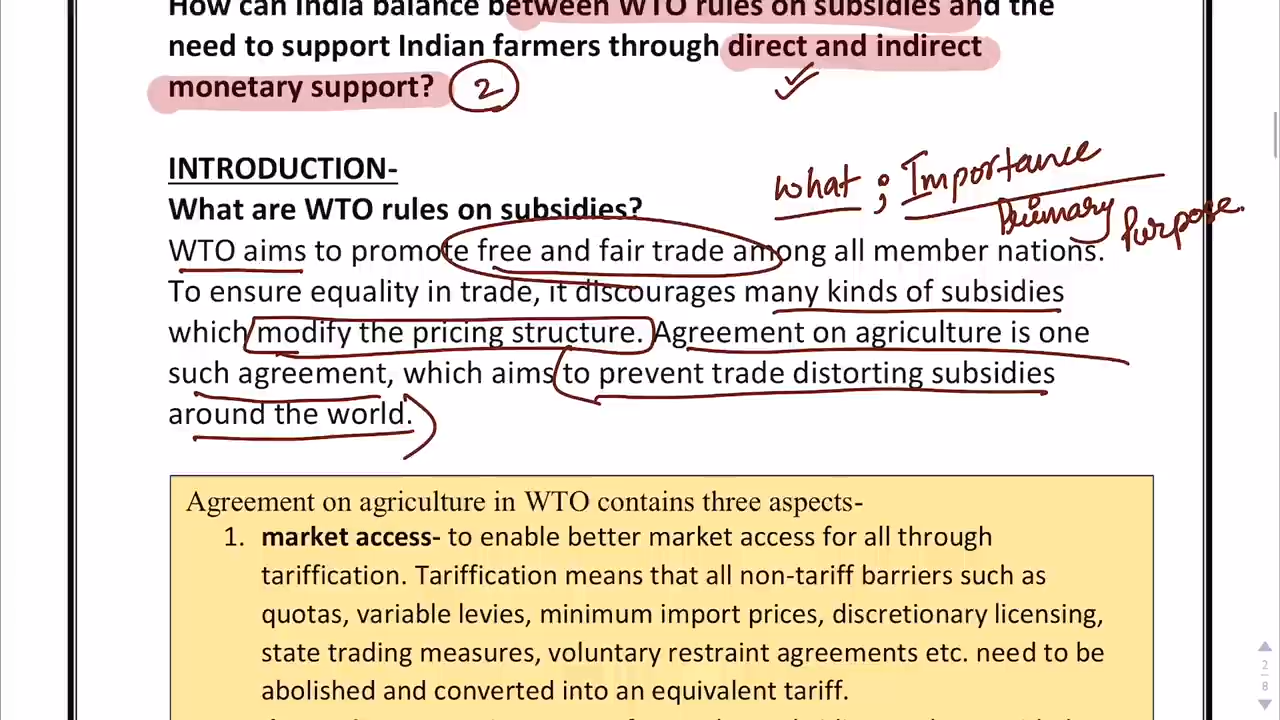 How can India balance between WTO rules on subsidies and the
need to support Indian farmers through direct and indirect
monetary support? 2
INTRODUCTION-
What ; Importance
Primary Purpose.
What are WTO rules on subsidies?
WTO aims to promote free and fair trade among all member nations.
To ensure equality in trade, it discourages many kinds of subsidies
which modify the pricing structure. Agreement on agriculture is one
such agreement, which aims to prevent trade distorting subsidies
around the world.
Agreement on agriculture in WTO contains three aspects-
1. market access- to enable better market access for all through
tariffication. Tariffication means that all non-tariff barriers such as
quotas, variable levies, minimum import prices, discretionary licensing,
state trading measures, voluntary restraint agreements etc. need to be
abolished and converted into an equivalent tariff.
2
8